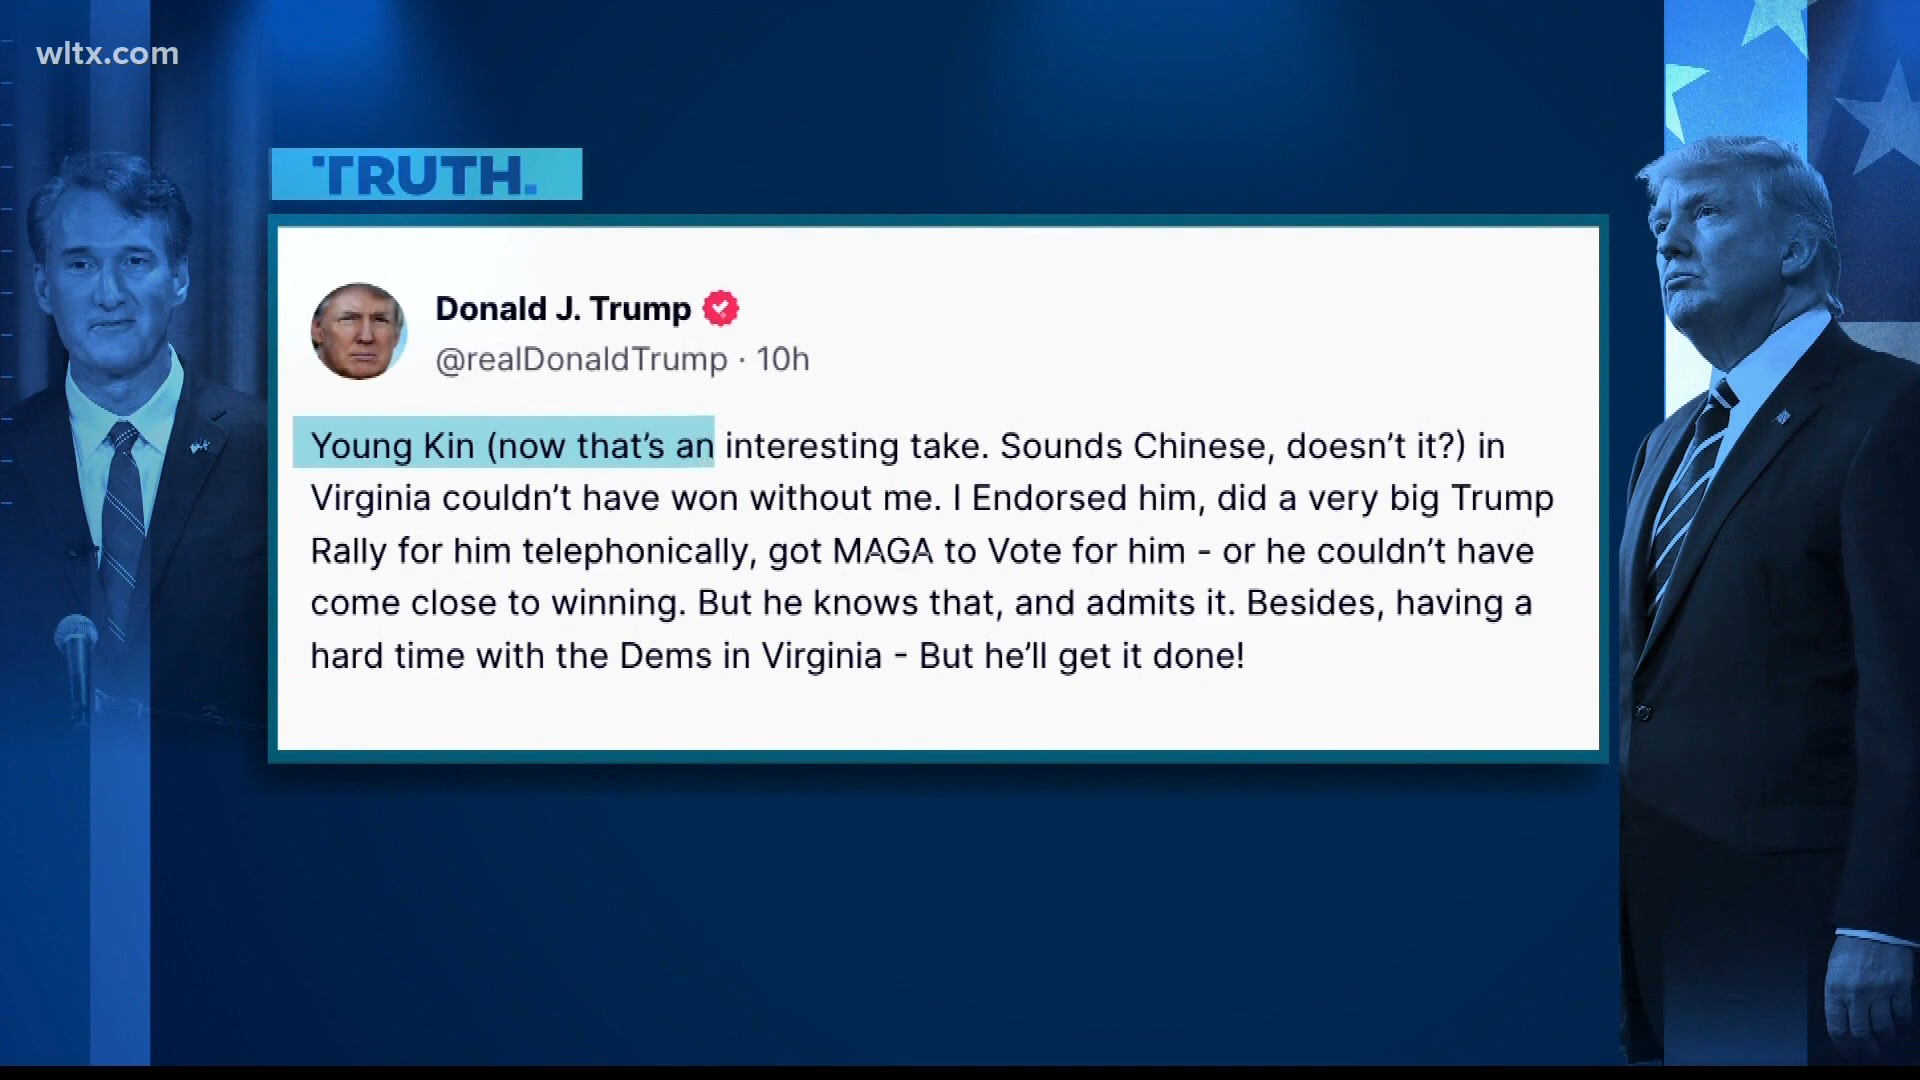 wltx.com
TRUTH.
Donald J. Trump
@realDonaldTrump · 10h
Young Kin (now that’s an interesting take. Sounds Chinese, doesn’t it?) in
Virginia couldn’t have won without me. I Endorsed him, did a very big Trump
Rally for him telephonically, got MAGA to Vote for him - or he couldn’t have
come close to winning. But he knows that, and admits it. Besides, having a
hard time with the Dems in Virginia - But he’ll get it done!